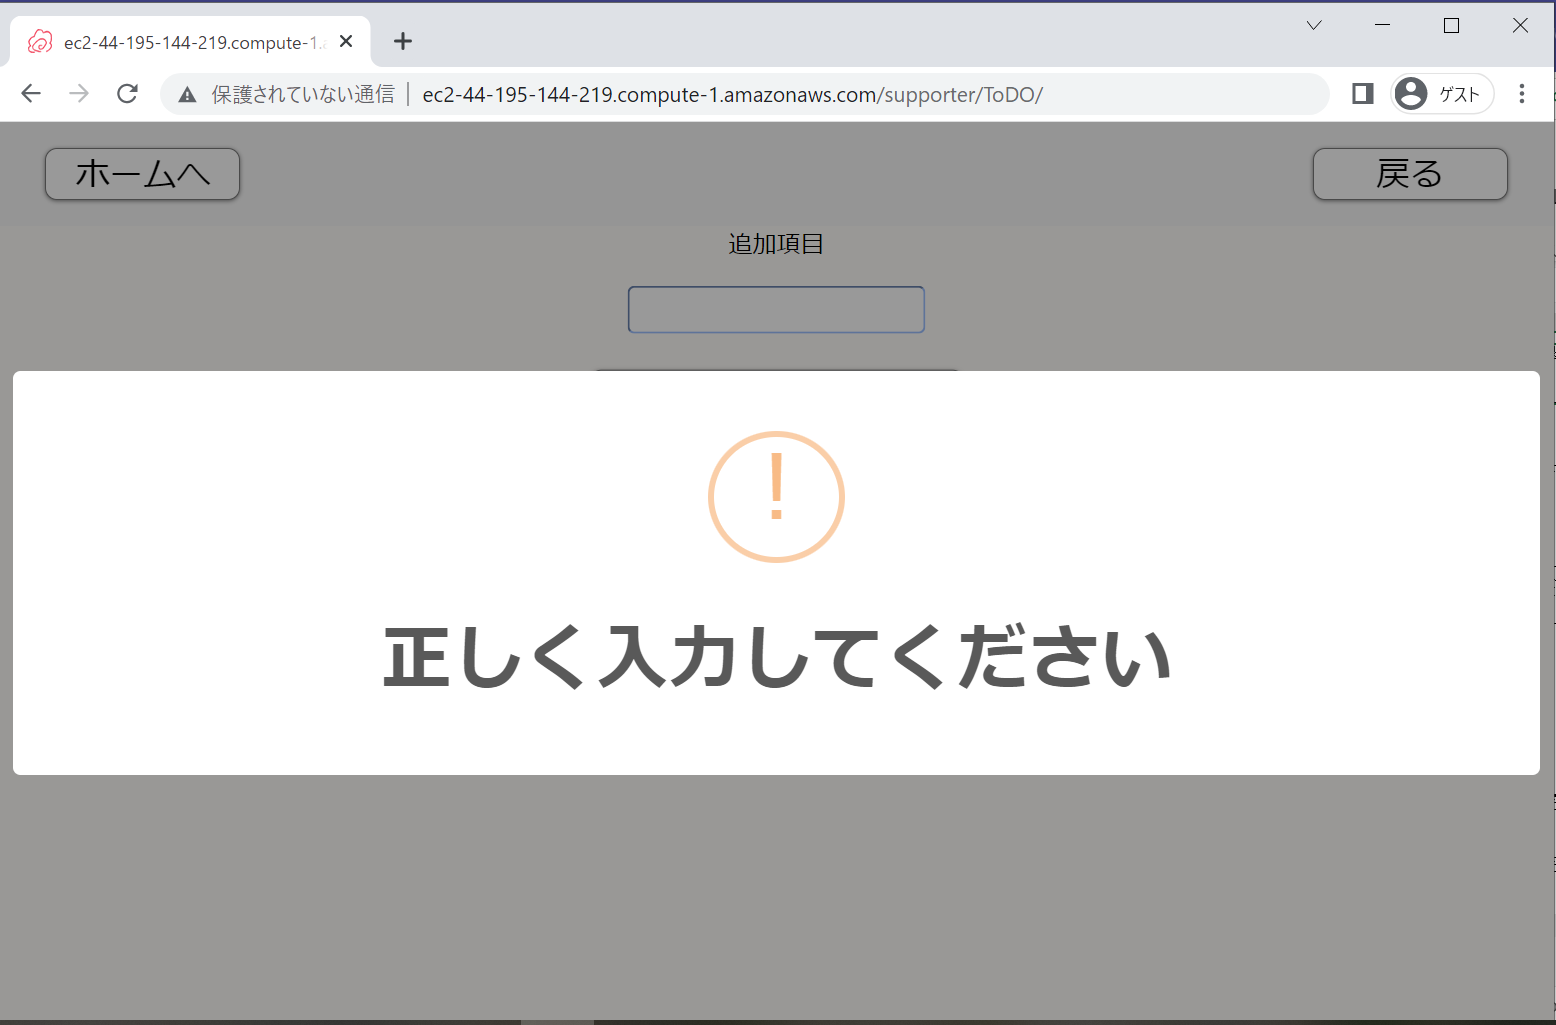 ec2-44-195-144-219.compute-1.
保護されていない通信 | ec2-44-195-144-219.compute-1.amazonaws.com/supporter/ToDO/
ゲスト
ホームへ
戻る
追加項目
!
正しく入力してください